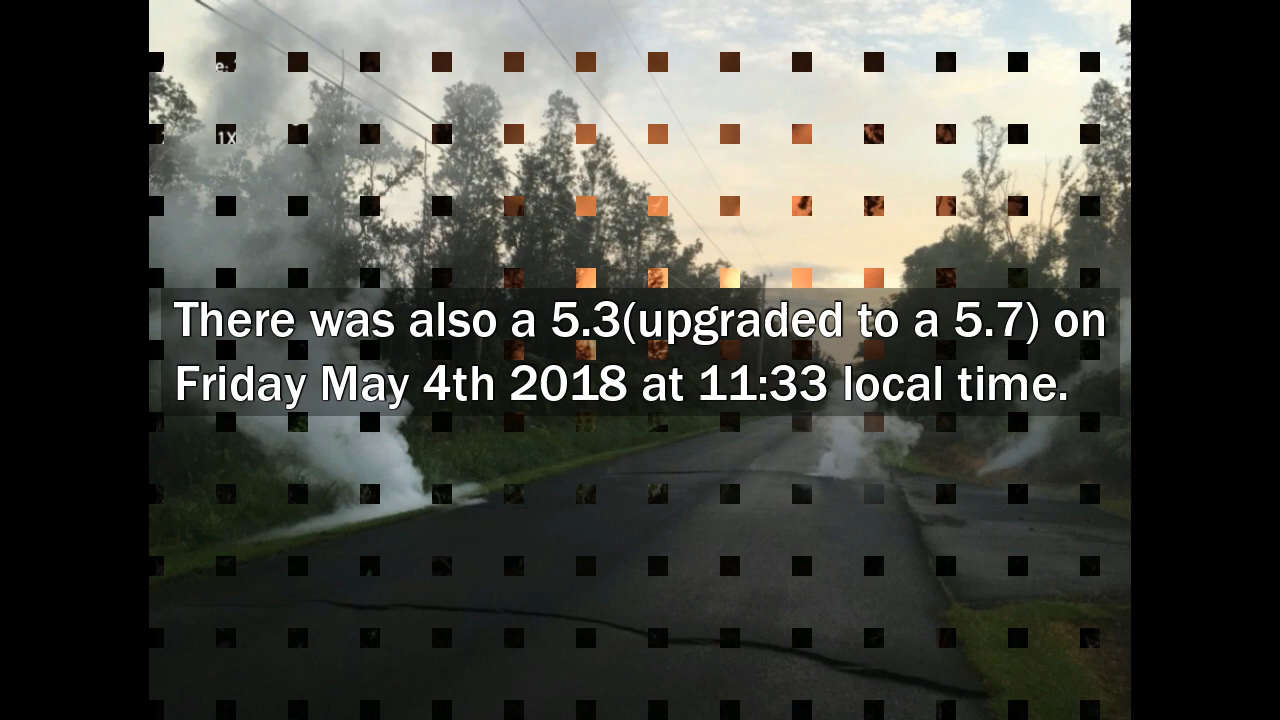 e:
1X
There was also a 5.3(upgraded to a 5.7) on
Friday May 4th 2018 at 11:33 local time.